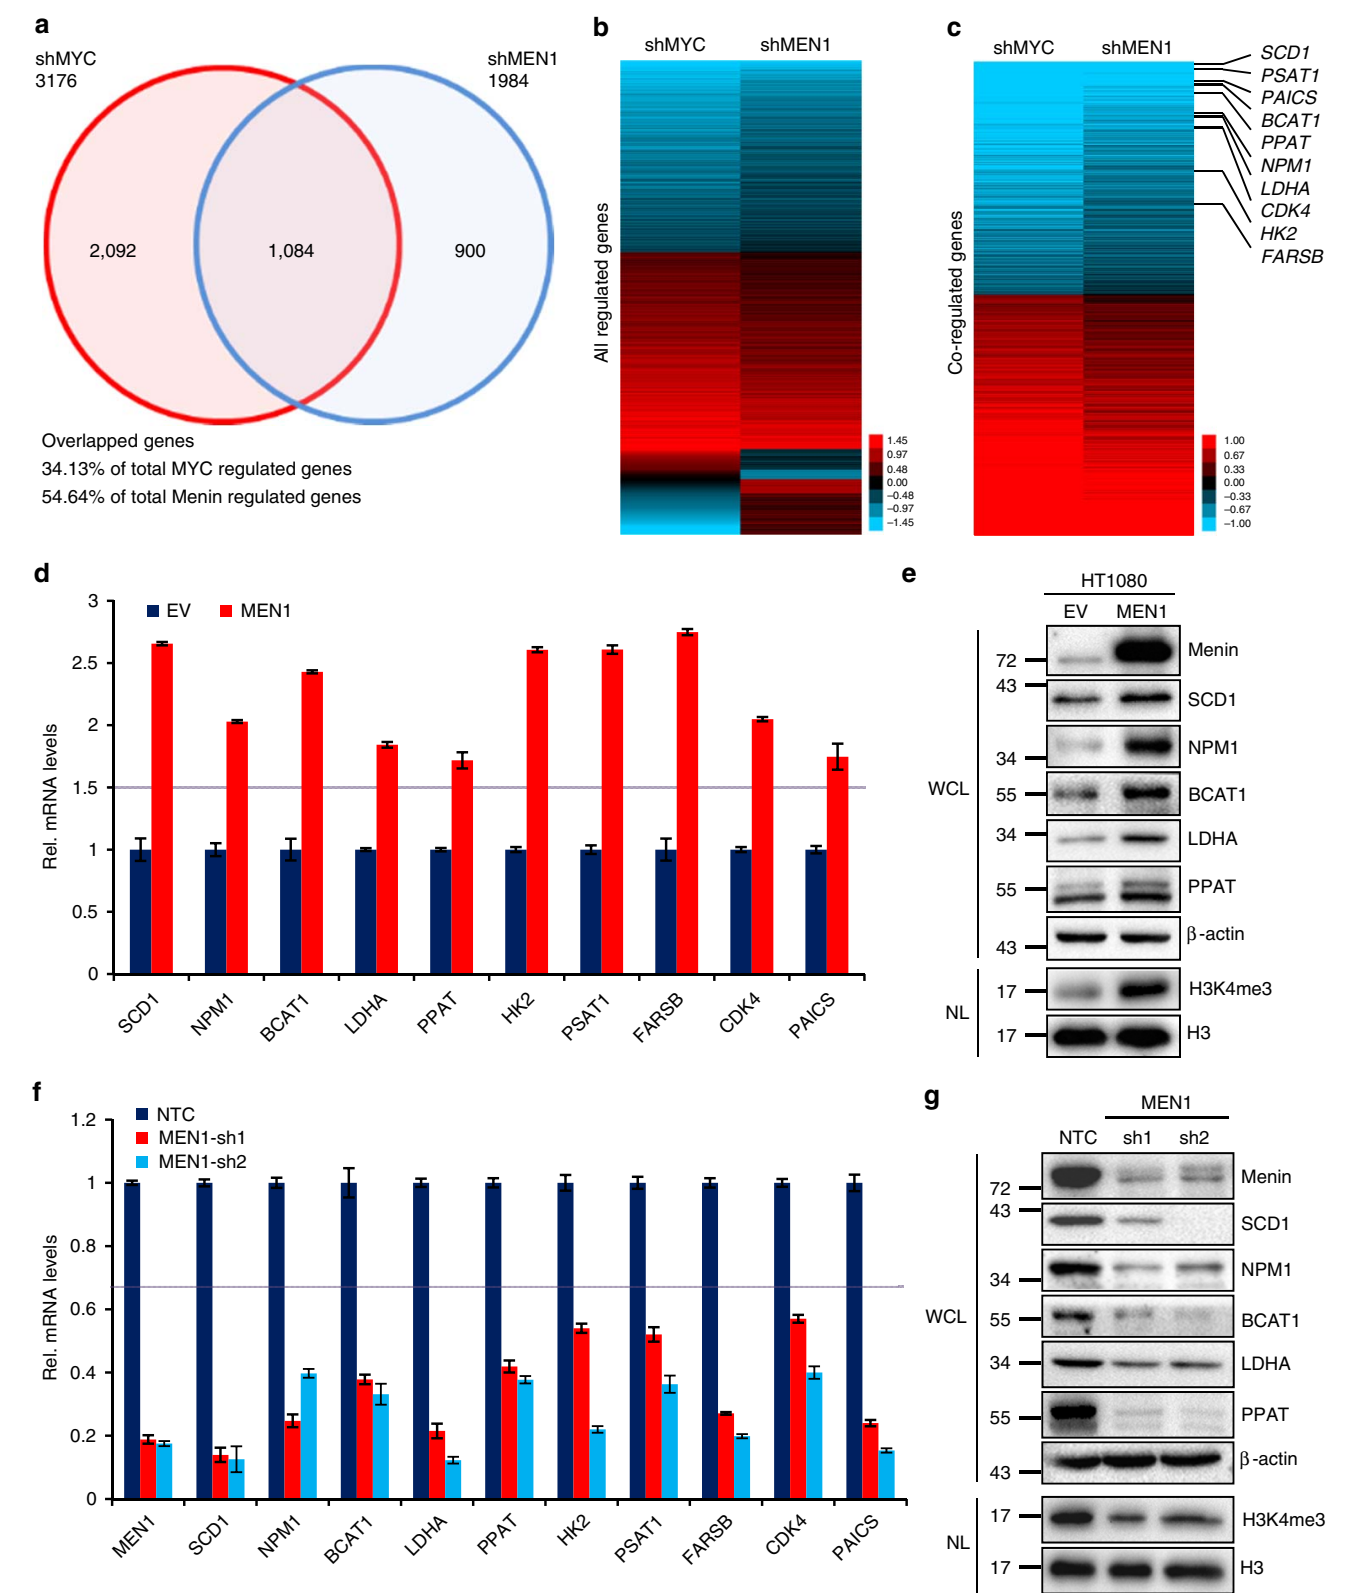 a
shMYC
3176
shMEN1
1984
2,092
1,084
900
Overlapped genes
34.13% of total MYC regulated genes
54.64% of total Menin regulated genes
b
shMYC shMEN1
All regulated genes
1.45
0.97
0.48
0.00
−0.48
−0.97
−1.45
c
shMYC shMEN1
Co-regulated genes
SCD1
PSAT1
PAICS
BCAT1
PPAT
NPM1
LDHA
CDK4
HK2
FARSB
1.00
0.67
0.33
0.00
−0.33
−0.67
−1.00
d
EV MEN1
Rel. mRNA levels
3
2.5
2
1.5
1
0.5
0
SCD1 NPM1 BCAT1 LDHA PPAT HK2 PSAT1 FARSB CDK4 PAICS
e
HT1080
EV MEN1
WCL
72 Menin
43 SCD1
34 NPM1
55 BCAT1
34 LDHA
55 PPAT
43 β-actin
NL
17 H3K4me3
17 H3
f
NTC
MEN1-sh1
MEN1-sh2
Rel. mRNA levels
1.2
1
0.8
0.6
0.4
0.2
0
MEN1 SCD1 NPM1 BCAT1 LDHA PPAT HK2 PSAT1 FARSB CDK4 PAICS
g
MEN1
NTC sh1 sh2
WCL
72 Menin
43 SCD1
34 NPM1
55 BCAT1
34 LDHA
55 PPAT
43 β-actin
NL
17 H3K4me3
17 H3